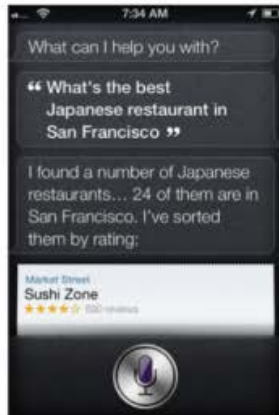 7:34 AM
What can I help you with?
“ What's the best
Japanese restaurant in
San Francisco ”
I found a number of Japanese
restaurants... 24 of them are in
San Francisco. I've sorted
them by rating:
Market Street
Sushi Zone
reviews